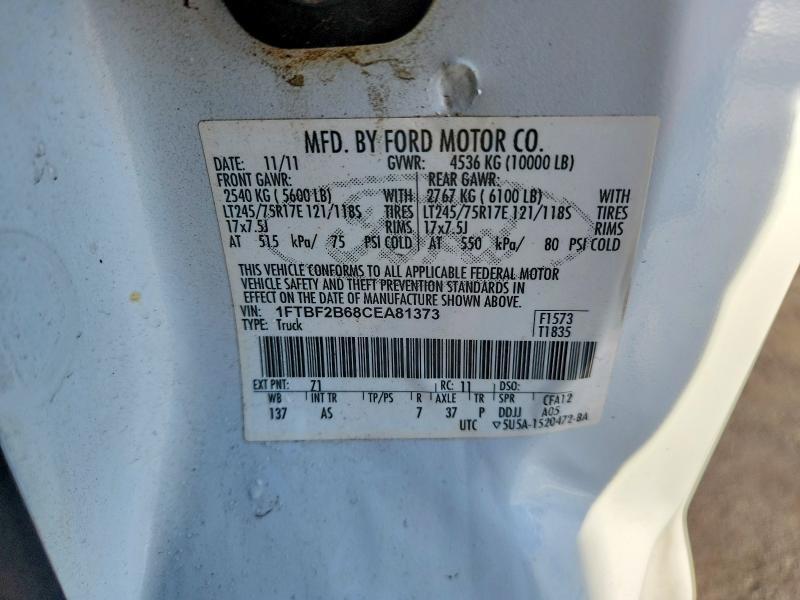 MFD. BY FORD MOTOR CO.
DATE: 11/11 GVWR: 4536 KG (10000 LB)
FRONT GAWR: REAR GAWR:
2540 KG ( 5600 LB) WITH 2767 KG ( 6100 LB) WITH
LT245/75R17E 121/118S TIRES LT245/75R17E 121/118S TIRES
17x7.5J RIMS 17x7.5J RIMS
AT 515 kPa/ 75 PSI COLD AT 550 kPa/ 80 PSI COLD
THIS VEHICLE CONFORMS TO ALL APPLICABLE FEDERAL MOTOR
VEHICLE SAFETY AND THEFT PREVENTION STANDARDS IN
EFFECT ON THE DATE OF MANUFACTURE SHOWN ABOVE.
VIN: 1FTBF2B68CEA81373 F1573
TYPE: Truck T1835
EXT PNT: Z1 RC: 11 DSO:
WB INT TR TP/PS R AXLE TR SPR CFA12
137 AS 7 37 P DDJJ A05
UTC ▽5U5A-1520472-BA